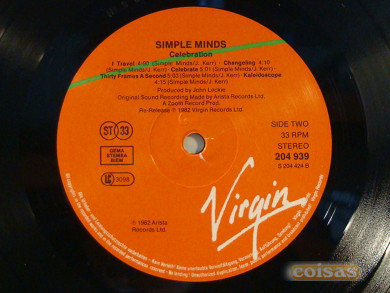 SIMPLE MINDS
Celebration
I Travel 4:00 (Simple Minds/J. Kerr) · Changeling 4:10
(Simple Minds/J. Kerr)· Celebrate 5:01 (Simple Minds/J. Kerr)·
Thirty Frames A Second 5:03 (Simple Minds/J. Kerr)· Kaleidoscope
4:15 (Simple Minds/J. Kerr)
Produced by John Leckie
Original Sound Recording Made by Arista Records Ltd.
A Zoom Record Prod.
Re-Release ℗ 1982 Virgin Records Ltd
ST 33
GEMA
STEMRA
BIEM
LC 3098
SIDE TWO
33 RPM
STEREO
204 939
S 204 424 B
Virgin
℗ 1982 Arista
Records Ltd.
coisas